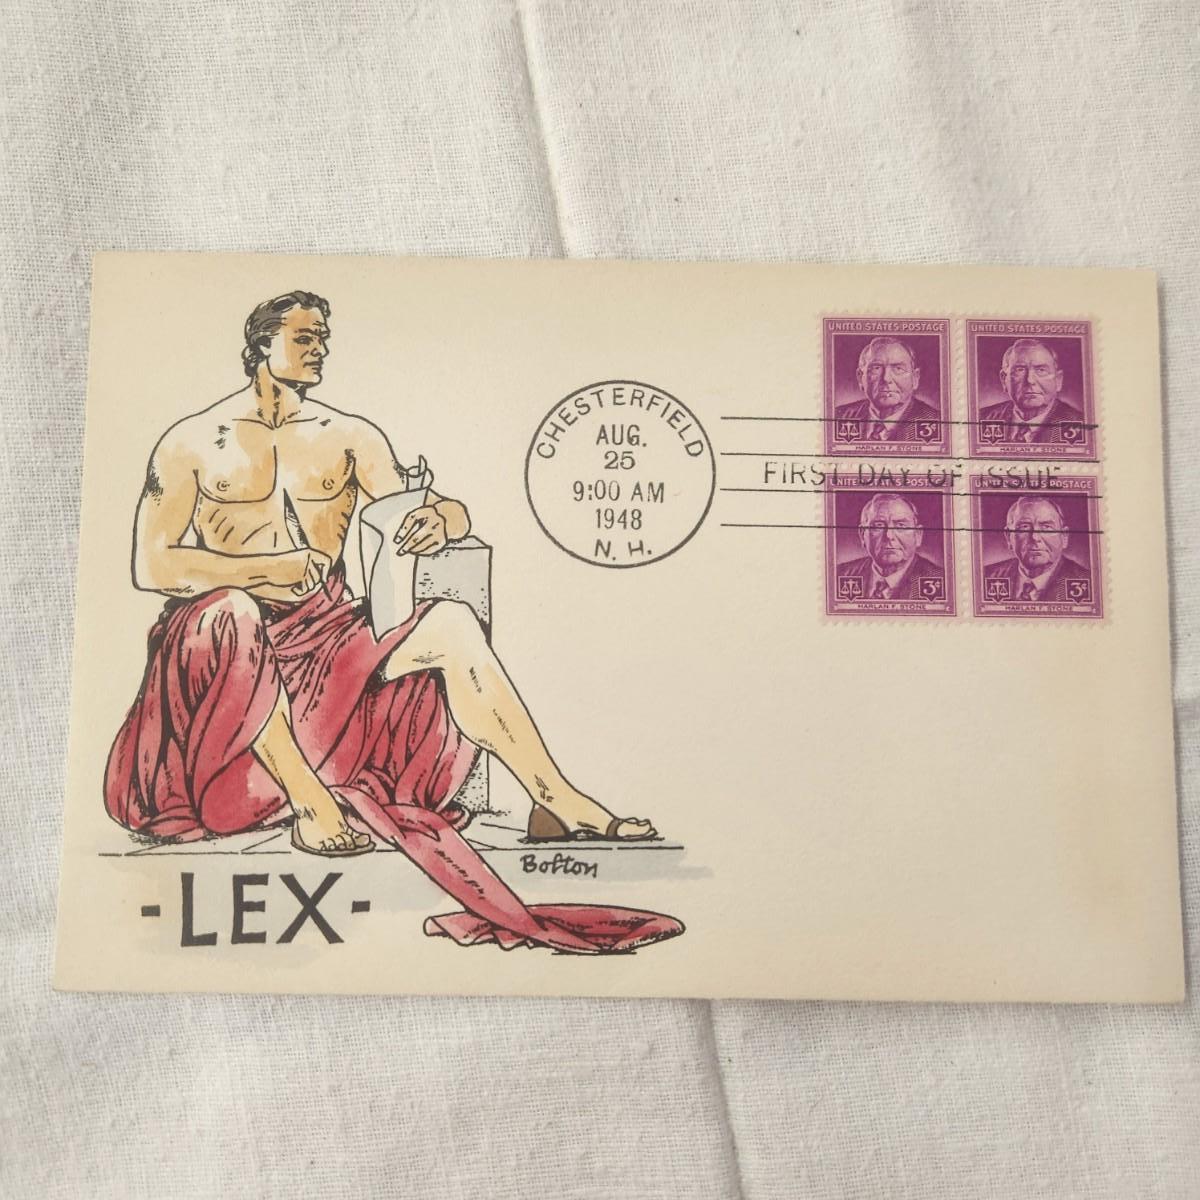 CHESTERFIELD
AUG.
25
9:00 AM
1948
N. H.
FIRST DAY OF ISSUE
UNITED STATES POSTAGE
3¢
HARLAN F. STONE
UNITED STATES POSTAGE
3¢
HARLAN F. STONE
UNITED STATES POSTAGE
3¢
HARLAN F. STONE
UNITED STATES POSTAGE
3¢
HARLAN F. STONE
Bolton
-LEX-